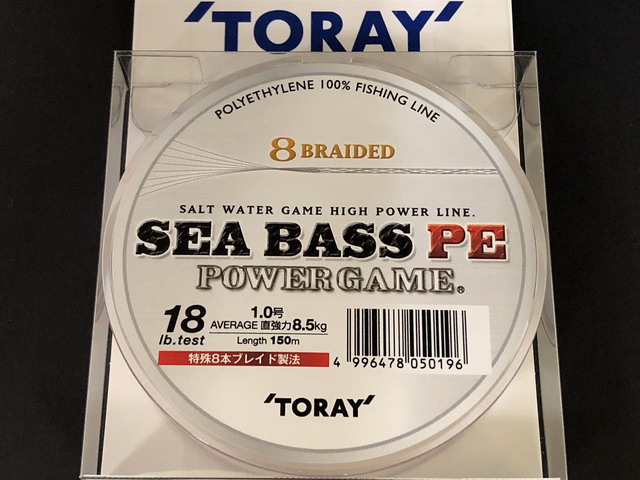 'TORAY'
POLYETHYLENE 100% FISHING LINE
8 BRAIDED
SALT WATER GAME HIGH POWER LINE.
SEA BASS PE
POWERGAME®
18 lb.test
1.0号
AVERAGE 直強力8.5kg
Length 150m
特殊8本ブレイド製法
4 996478 050196
'TORAY'